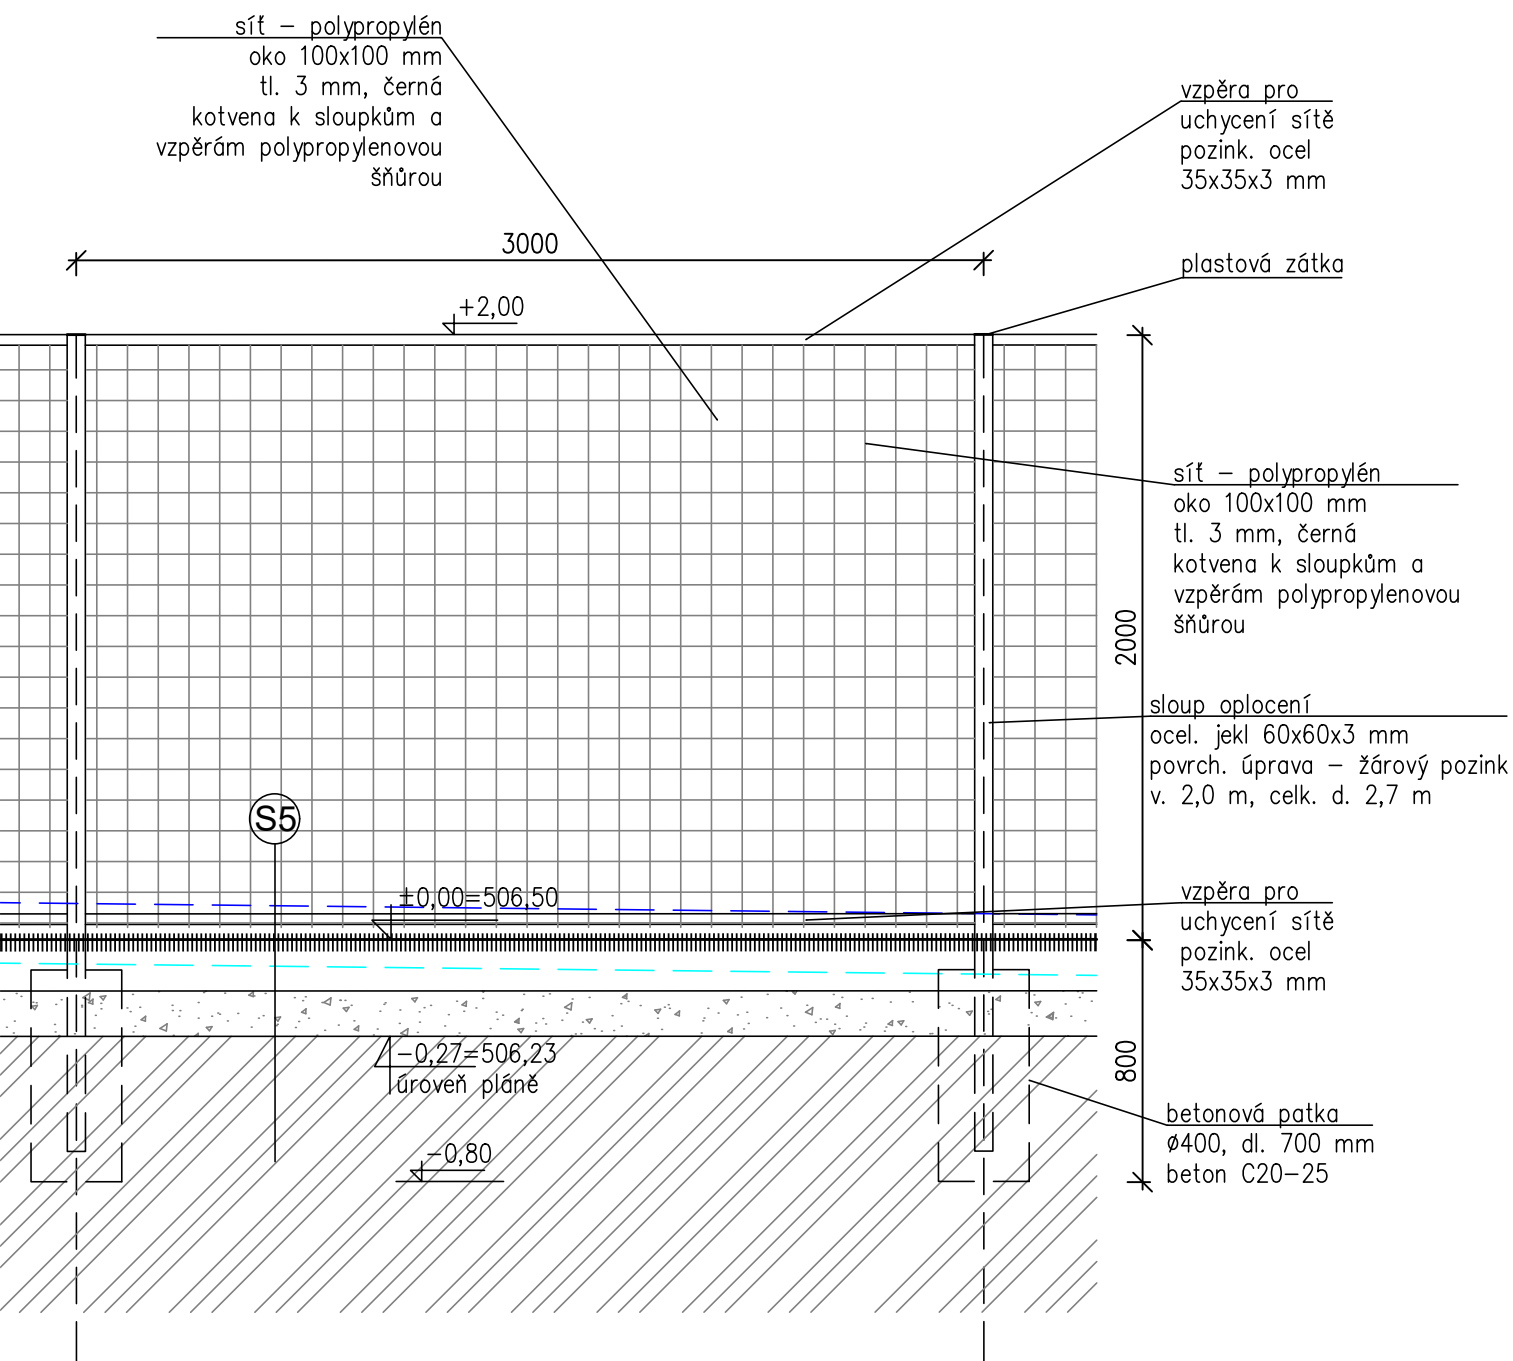 síť – polypropylén
oko 100x100 mm
tl. 3 mm, černá
kotvena k sloupkům a
vzpěrám polypropylenovou
šňůrou
vzpěra pro
uchycení sítě
pozink. ocel
35x35x3 mm
3000
plastová zátka
+2,00
síť – polypropylén
oko 100x100 mm
tl. 3 mm, černá
kotvena k sloupkům a
vzpěrám polypropylenovou
šňůrou
2000
sloup oplocení
ocel. jekl 60x60x3 mm
povrch. úprava – žárový pozink
v. 2,0 m, celk. d. 2,7 m
S5
±0,00=506,50
vzpěra pro
uchycení sítě
pozink. ocel
35x35x3 mm
-0,27=506,23
úroveň pláně
800
betonová patka
Ø400, dl. 700 mm
beton C20-25
-0,80